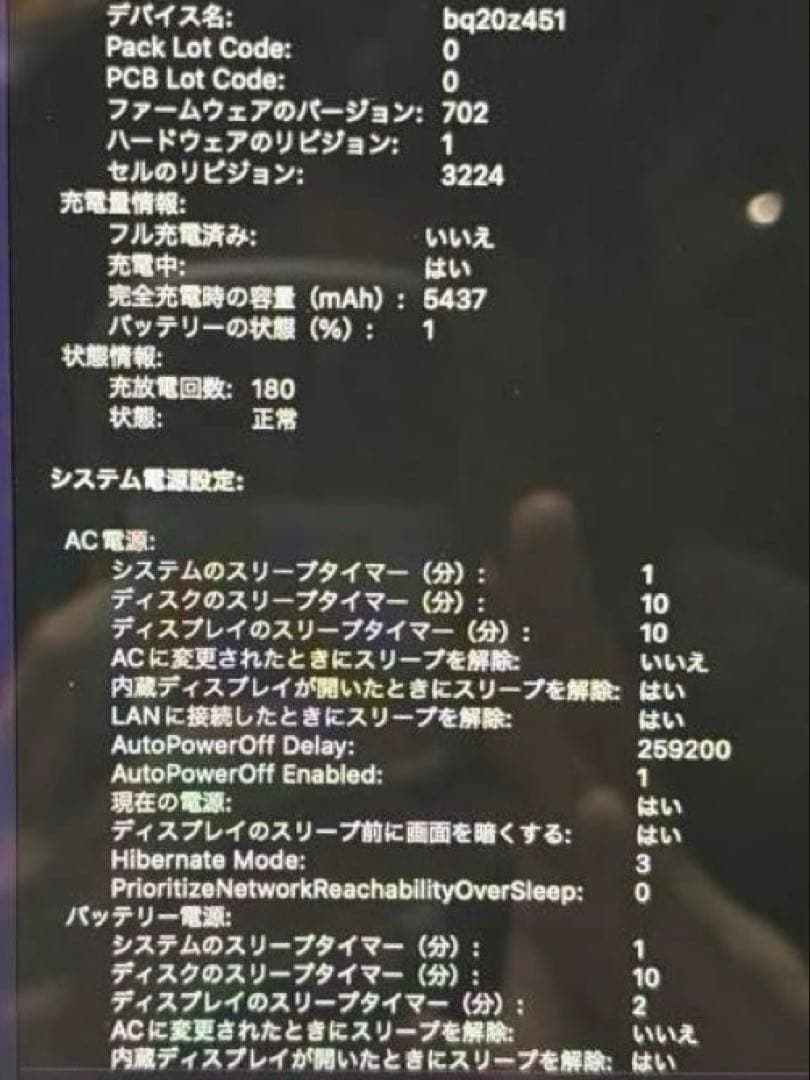 デバイス名: bq20z451
Pack Lot Code: 0
PCB Lot Code: 0
ファームウェアのバージョン: 702
ハードウェアのリビジョン: 1
セルのリビジョン: 3224
充電量情報:
フル充電済み: いいえ
充電中: はい
完全充電時の容量（mAh）: 5437
バッテリーの状態（%）: 1
状態情報:
充放電回数: 180
状態: 正常
システム電源設定:
AC電源:
システムのスリープタイマー（分）: 1
ディスクのスリープタイマー（分）: 10
ディスプレイのスリープタイマー（分）: 10
ACに変更されたときにスリープを解除: いいえ
内蔵ディスプレイが開いたときにスリープを解除: はい
LANに接続したときにスリープを解除: はい
AutoPowerOff Delay: 259200
AutoPowerOff Enabled: 1
現在の電源: はい
ディスプレイのスリープ前に画面を暗くする: はい
Hibernate Mode: 3
PrioritizeNetworkReachabilityOverSleep: 0
バッテリー電源:
システムのスリープタイマー（分）: 1
ディスクのスリープタイマー（分）: 10
ディスプレイのスリープタイマー（分）: 2
ACに変更されたときにスリープを解除: いいえ
内蔵ディスプレイが開いたときにスリープを解除: はい